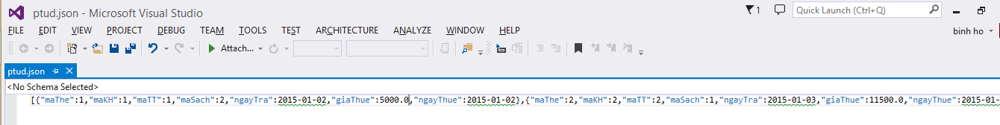 ptud.json - Microsoft Visual Studio
1
Quick Launch (Ctrl+Q)
FILE EDIT VIEW PROJECT DEBUG TEAM TOOLS TEST ARCHITECTURE ANALYZE WINDOW HELP
binh ho
Attach...
ptud.json
<No Schema Selected>
[{"maThe":1,"maKH":1,"maTT":1,"maSach":2,"ngayTra":2015-01-02,"giaThue":5000.0,"ngayThue":2015-01-02},{"maThe":2,"maKH":2,"maTT":2,"maSach":1,"ngayTra":2015-01-03,"giaThue":11500.0,"ngayThue":2015-01-